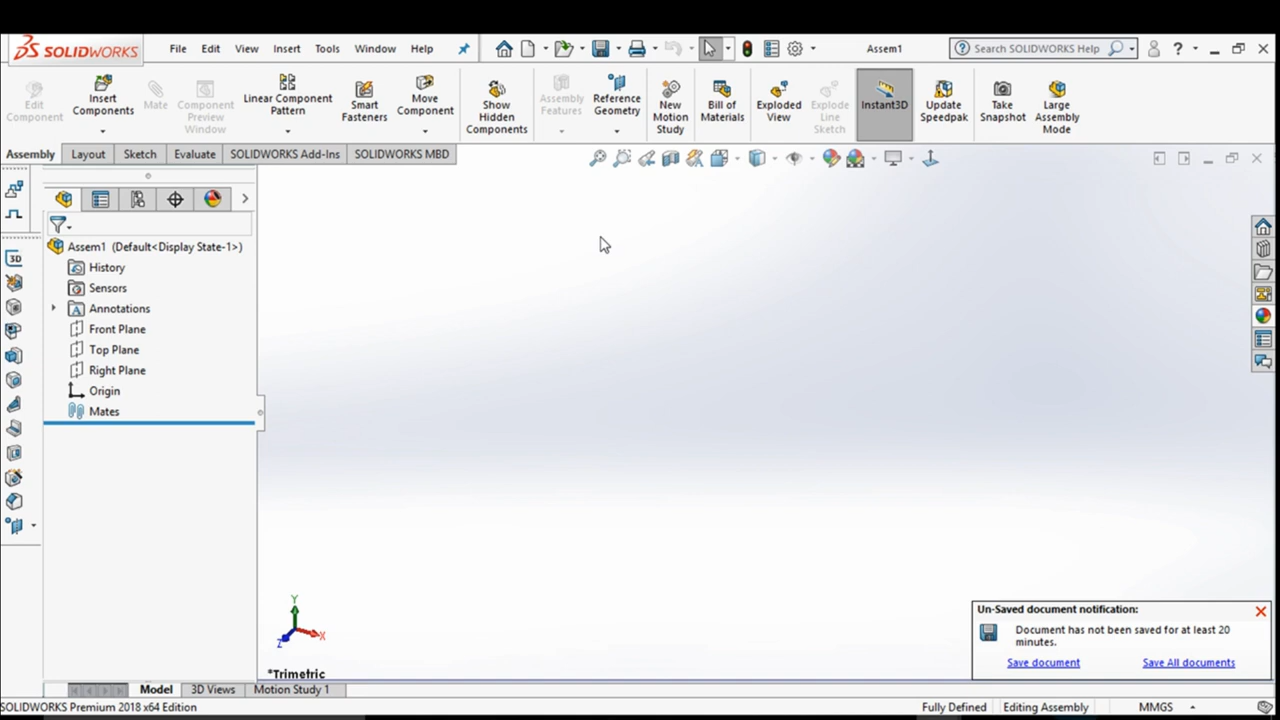 SOLIDWORKS File Edit View Insert Tools Window Help Assem1 Search SOLIDWORKS Help ?
Edit Component
Insert Components
Mate
Component Preview Window
Linear Component Pattern
Smart Fasteners
Move Component
Show Hidden Components
Assembly Features
Reference Geometry
New Motion Study
Bill of Materials
Exploded View
Explode Line Sketch
Instant3D
Update Speedpak
Take Snapshot
Large Assembly Mode
Assembly Layout Sketch Evaluate SOLIDWORKS Add-Ins SOLIDWORKS MBD
Assem1 (Default<Display State-1>)
History
Sensors
Annotations
Front Plane
Top Plane
Right Plane
Origin
Mates
3D
Y
X
Z
*Trimetric
Un-Saved document notification:
Document has not been saved for at least 20
minutes.
Save document Save All documents
Model 3D Views Motion Study 1
SOLIDWORKS Premium 2018 x64 Edition Fully Defined Editing Assembly MMGS